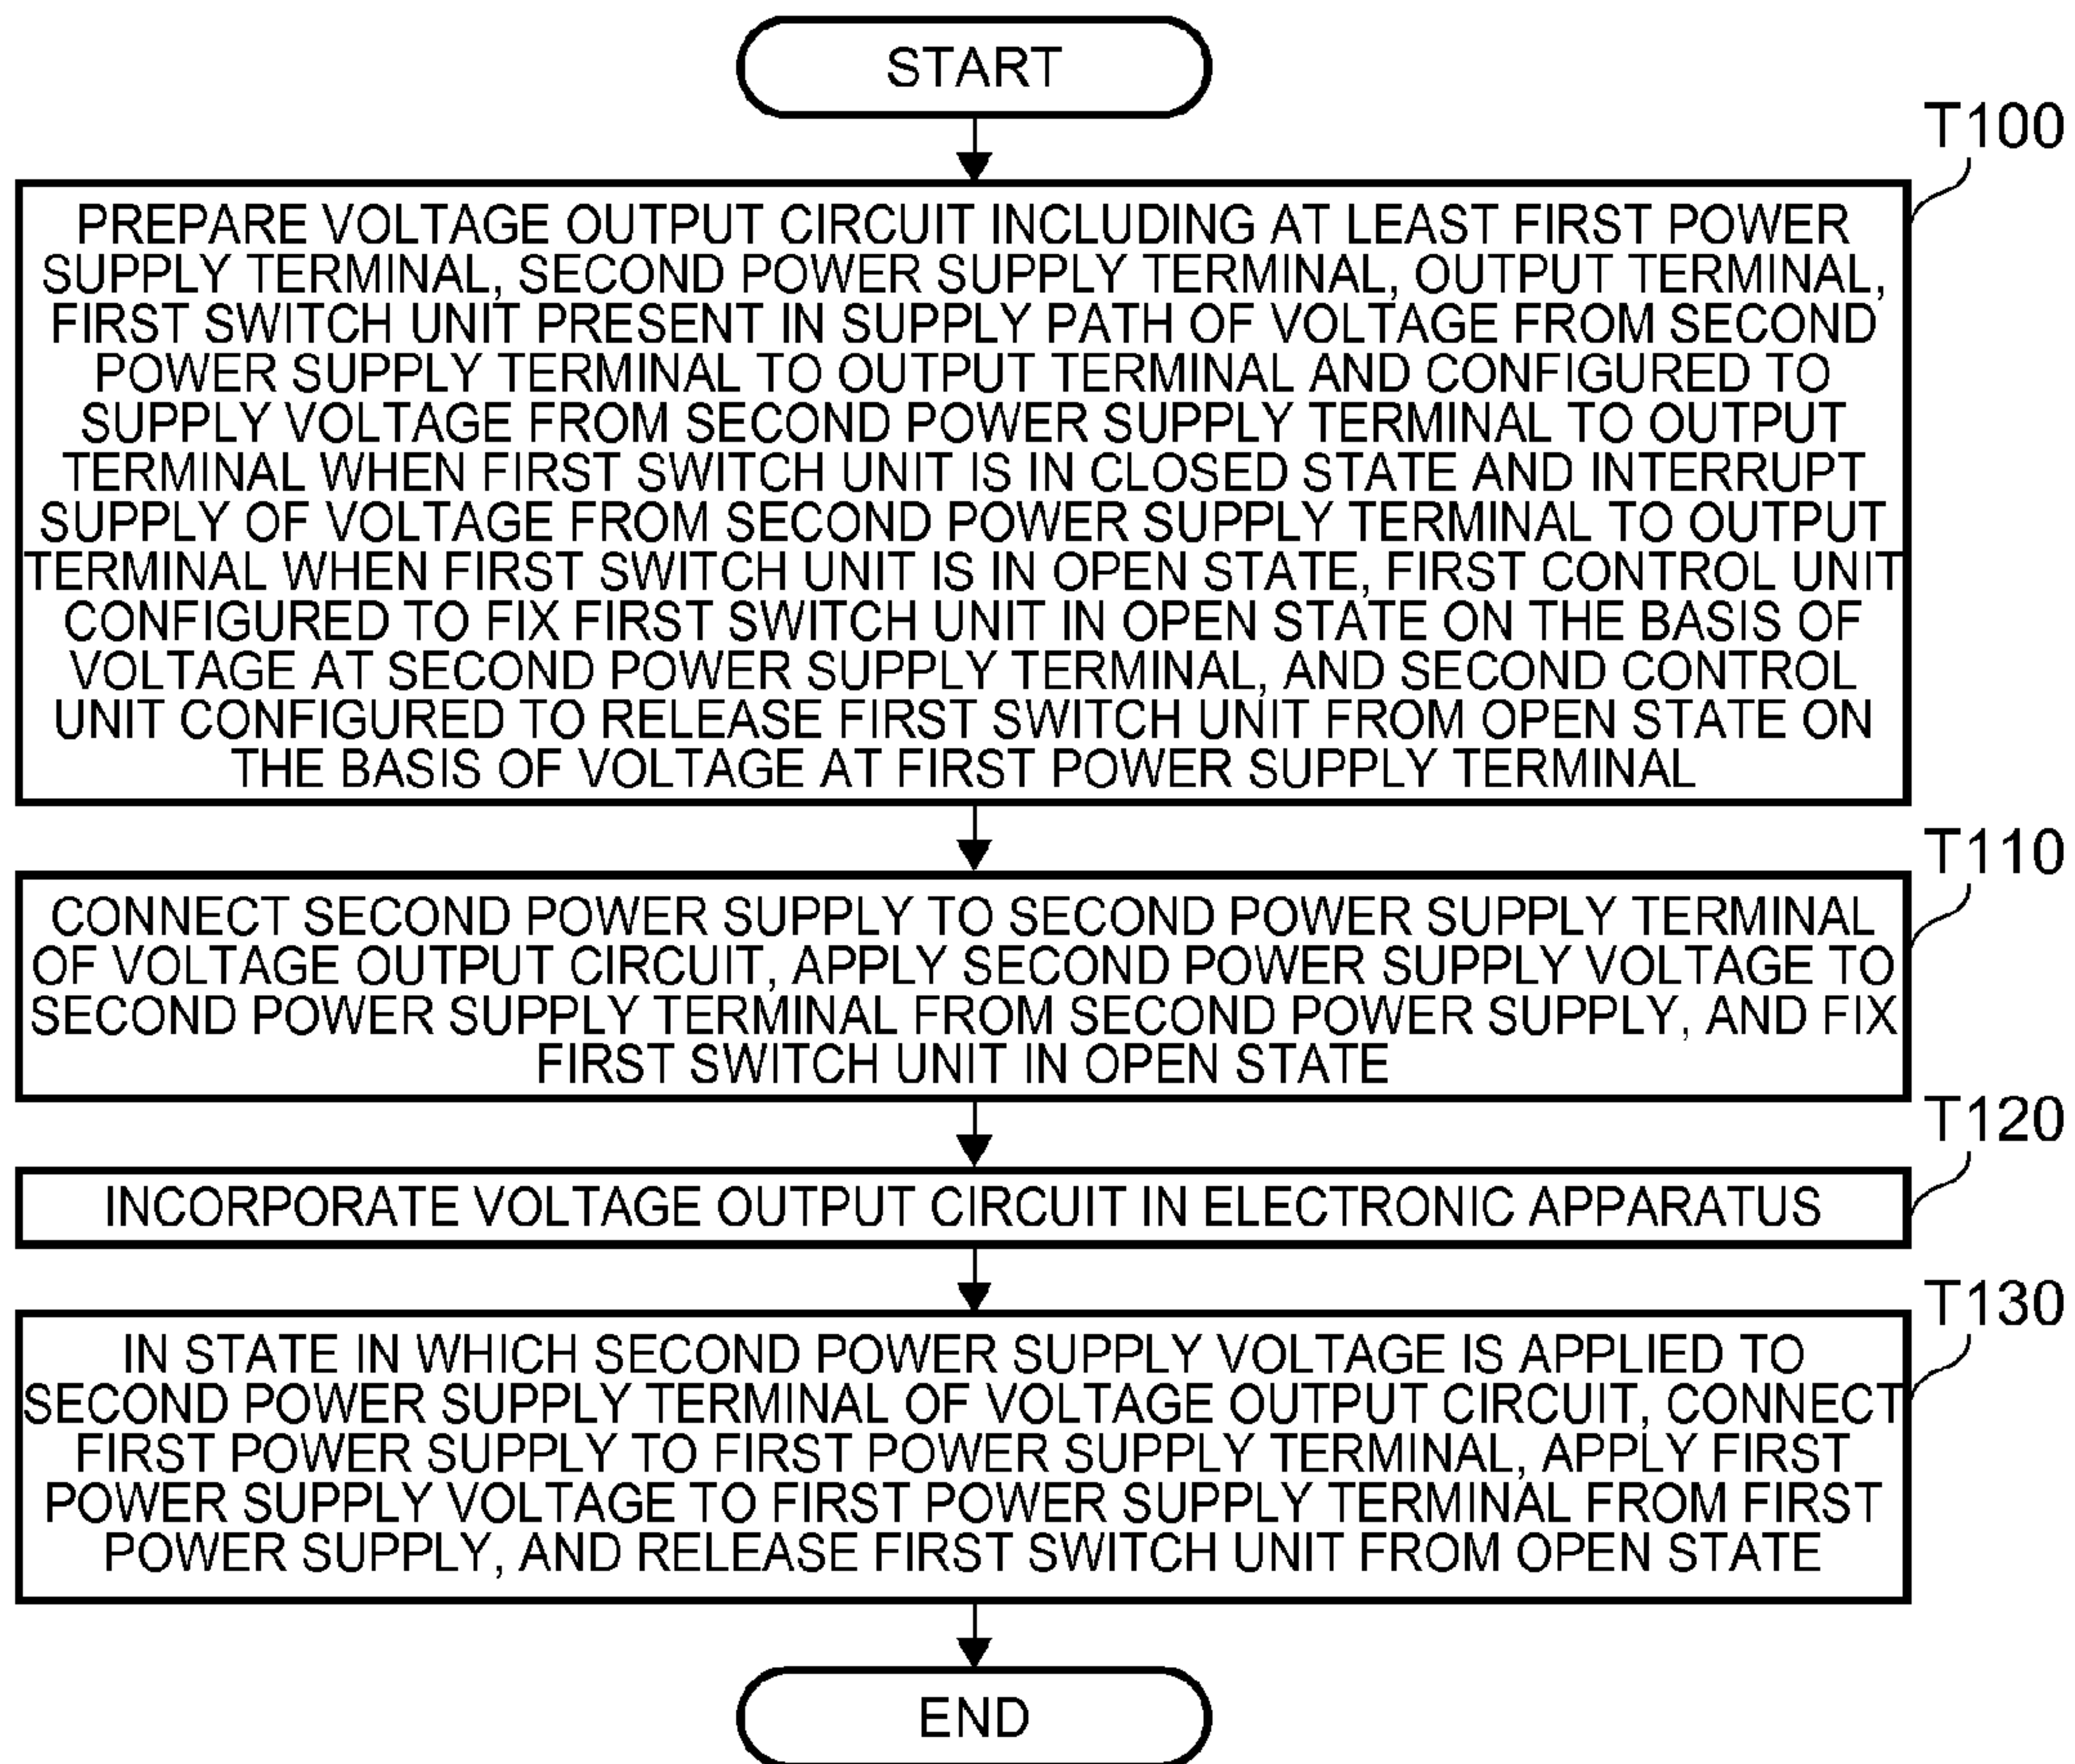 START
T100
PREPARE VOLTAGE OUTPUT CIRCUIT INCLUDING AT LEAST FIRST POWER
SUPPLY TERMINAL, SECOND POWER SUPPLY TERMINAL, OUTPUT TERMINAL,
FIRST SWITCH UNIT PRESENT IN SUPPLY PATH OF VOLTAGE FROM SECOND
POWER SUPPLY TERMINAL TO OUTPUT TERMINAL AND CONFIGURED TO
SUPPLY VOLTAGE FROM SECOND POWER SUPPLY TERMINAL TO OUTPUT
TERMINAL WHEN FIRST SWITCH UNIT IS IN CLOSED STATE AND INTERRUPT
SUPPLY OF VOLTAGE FROM SECOND POWER SUPPLY TERMINAL TO OUTPUT
TERMINAL WHEN FIRST SWITCH UNIT IS IN OPEN STATE, FIRST CONTROL UNIT
CONFIGURED TO FIX FIRST SWITCH UNIT IN OPEN STATE ON THE BASIS OF
VOLTAGE AT SECOND POWER SUPPLY TERMINAL, AND SECOND CONTROL
UNIT CONFIGURED TO RELEASE FIRST SWITCH UNIT FROM OPEN STATE ON
THE BASIS OF VOLTAGE AT FIRST POWER SUPPLY TERMINAL
T110
CONNECT SECOND POWER SUPPLY TO SECOND POWER SUPPLY TERMINAL
OF VOLTAGE OUTPUT CIRCUIT, APPLY SECOND POWER SUPPLY VOLTAGE TO
SECOND POWER SUPPLY TERMINAL FROM SECOND POWER SUPPLY, AND FIX
FIRST SWITCH UNIT IN OPEN STATE
T120
INCORPORATE VOLTAGE OUTPUT CIRCUIT IN ELECTRONIC APPARATUS
T130
IN STATE IN WHICH SECOND POWER SUPPLY VOLTAGE IS APPLIED TO
SECOND POWER SUPPLY TERMINAL OF VOLTAGE OUTPUT CIRCUIT, CONNECT
FIRST POWER SUPPLY TO FIRST POWER SUPPLY TERMINAL, APPLY FIRST
POWER SUPPLY VOLTAGE TO FIRST POWER SUPPLY TERMINAL FROM FIRST
POWER SUPPLY, AND RELEASE FIRST SWITCH UNIT FROM OPEN STATE
END